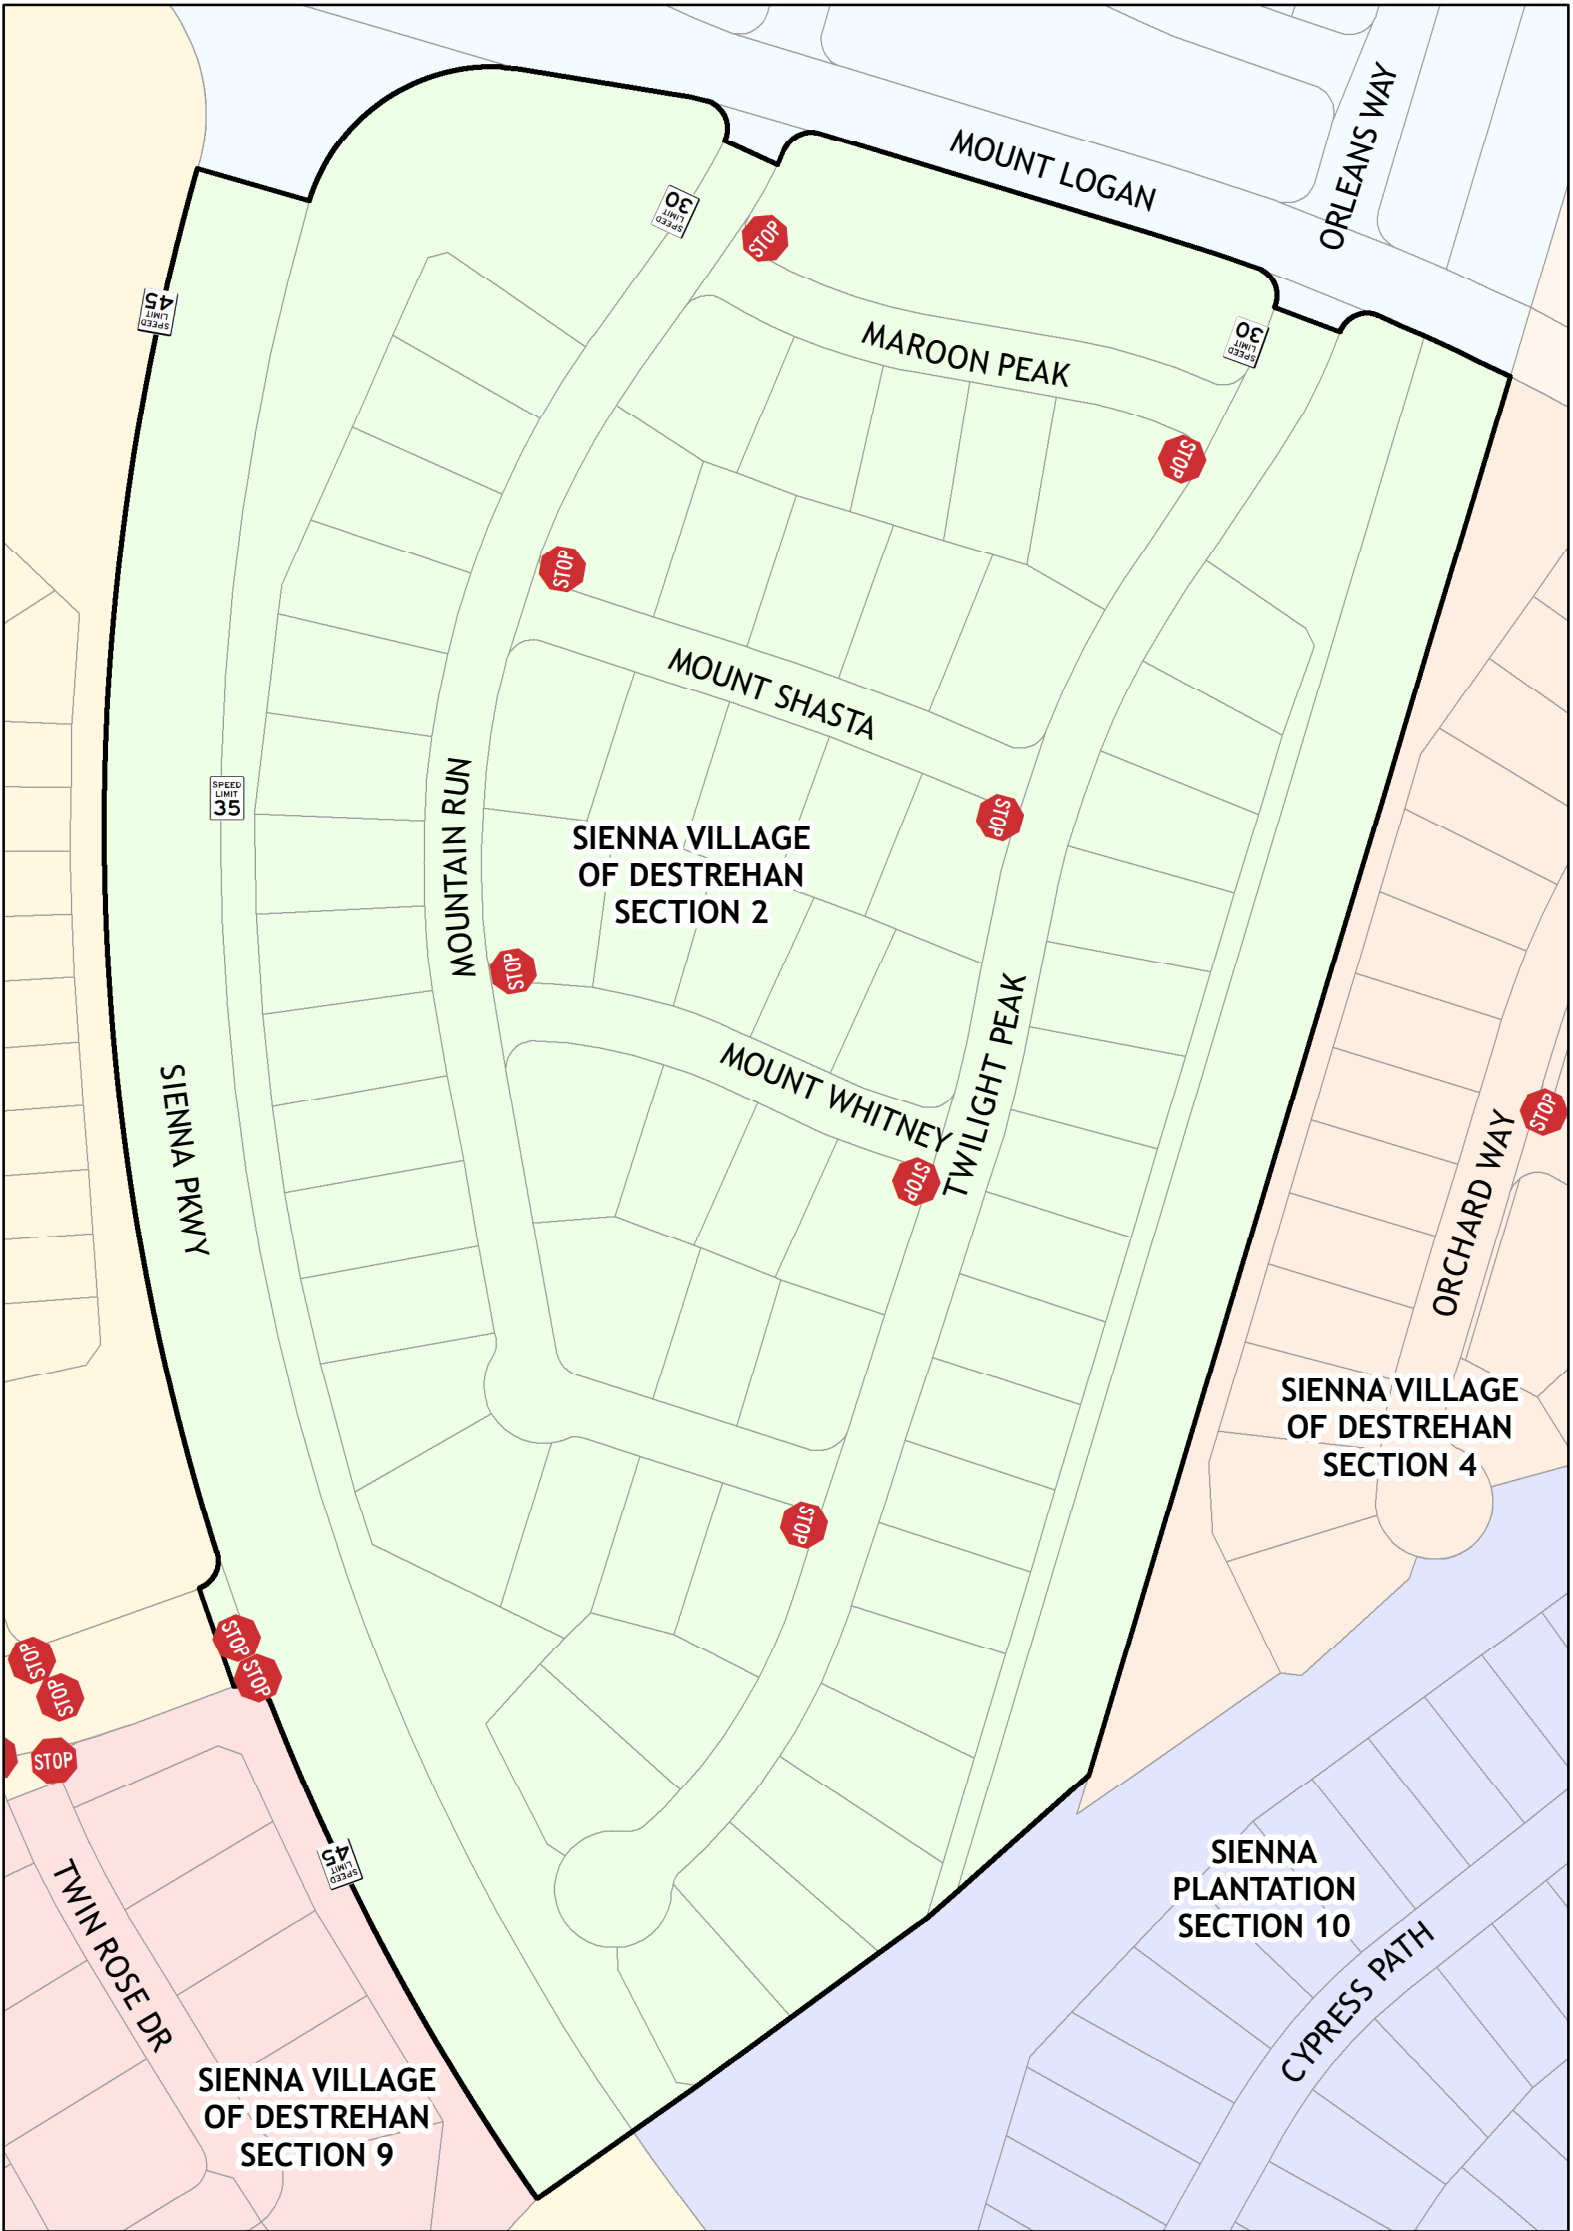 ORLEANS WAY
MOUNT LOGAN
SPEED
LIMIT
30
STOP
SPEED
LIMIT
45
MAROON PEAK
SPEED
LIMIT
30
STOP
STOP
MOUNT SHASTA
SPEED
LIMIT
35
STOP
MOUNTAIN RUN
SIENNA VILLAGE
OF DESTREHAN
SECTION 2
STOP
TWILIGHT PEAK
MOUNT WHITNEY
STOP
SIENNA PKWY
STOP
ORCHARD WAY
SIENNA VILLAGE
OF DESTREHAN
SECTION 4
STOP
STOP
STOP
STOP
STOP
STOP
SPEED
LIMIT
45
TWIN ROSE DR
SIENNA
PLANTATION
SECTION 10
CYPRESS PATH
SIENNA VILLAGE
OF DESTREHAN
SECTION 9